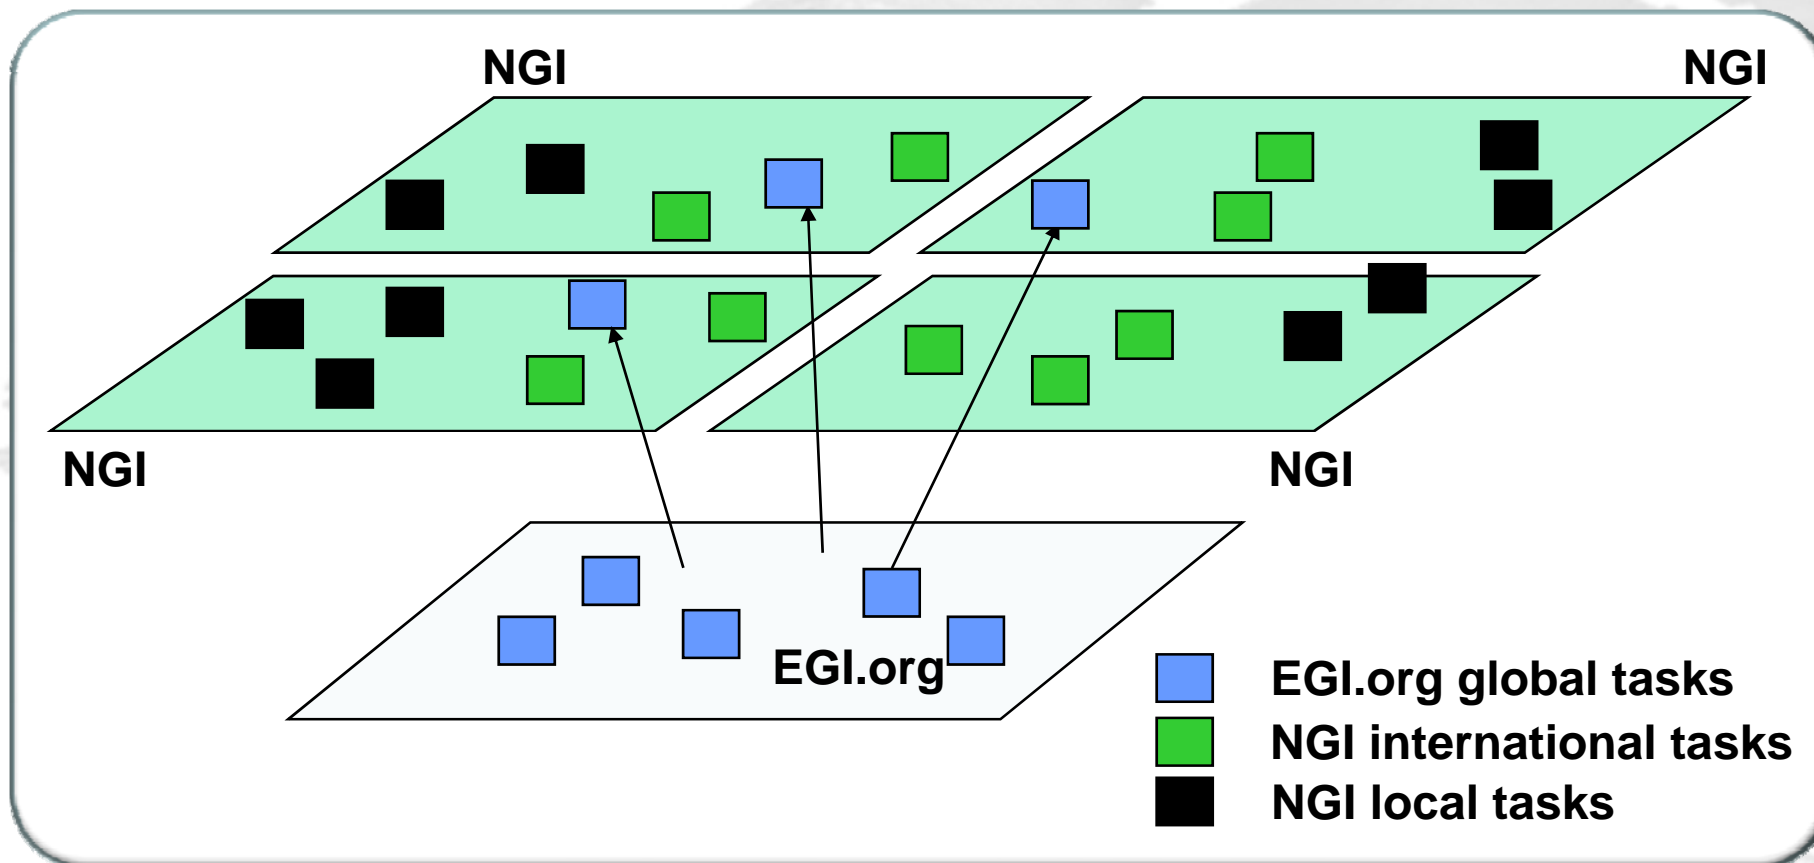 NGI
NGI
NGI
NGI
EGI.org
EGI.org global tasks
NGI international tasks
NGI local tasks